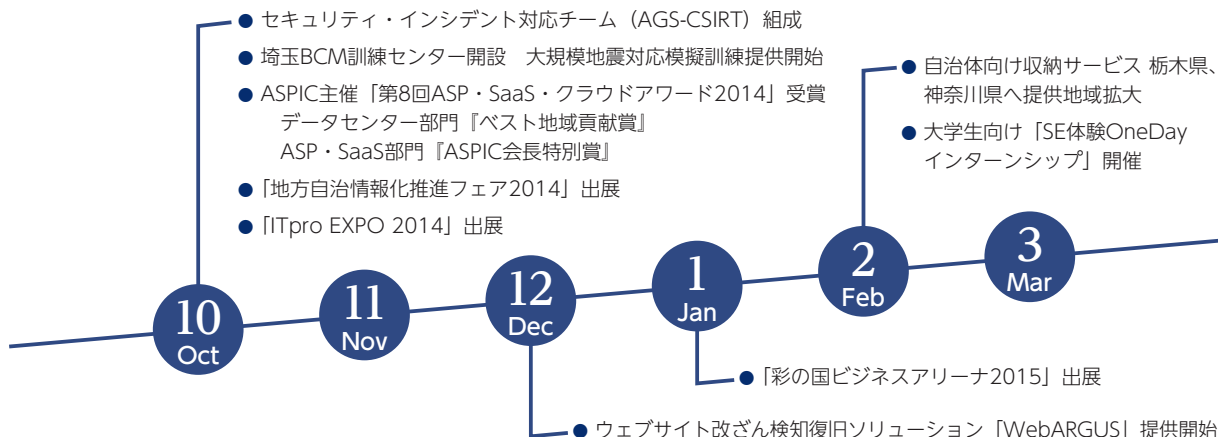 ● セキュリティ・インシデント対応チーム（AGS-CSIRT）組成
● 埼玉BCM訓練センター開設　大規模地震対応模擬訓練提供開始
● ASPIC主催「第8回ASP・SaaS・クラウドアワード2014」受賞
データセンター部門『ベスト地域貢献賞』
ASP・SaaS部門『ASPIC会長特別賞』
● 「地方自治情報化推進フェア2014」出展
● 「ITpro EXPO 2014」出展
● 自治体向け収納サービス 栃木県、
神奈川県へ提供地域拡大
● 大学生向け「SE体験OneDay
インターンシップ」開催
10
Oct
11
Nov
12
Dec
1
Jan
2
Feb
3
Mar
● 「彩の国ビジネスアリーナ2015」出展
● ウェブサイト改ざん検知復旧ソリューション「WebARGUS」提供開始